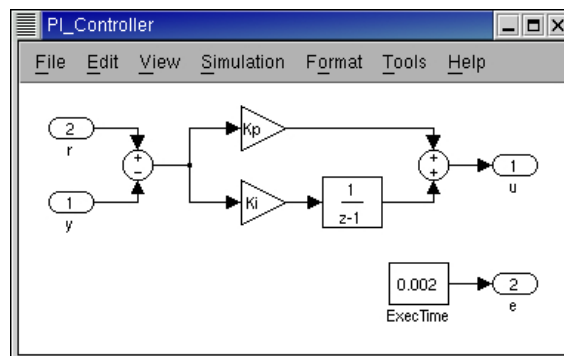 PI_Controller
File Edit View Simulation Format Tools Help
2
r
+
−
1
y
Kp
Ki
1
z-1
+
+
1
u
0.002
ExecTime
2
e